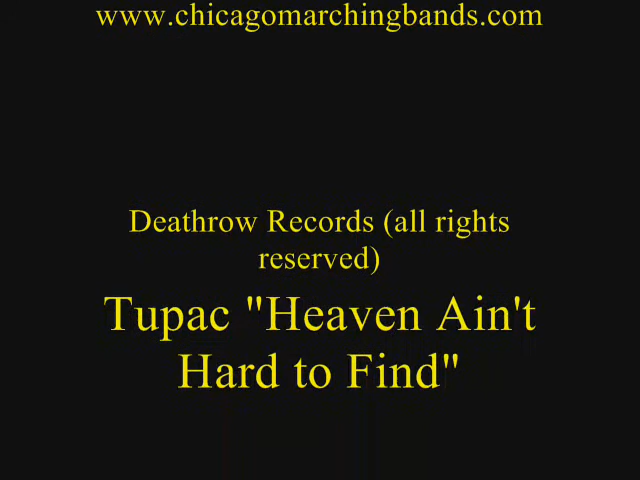 www.chicagomarchingbands.com
Deathrow Records (all rights
reserved)
Tupac "Heaven Ain't
Hard to Find"